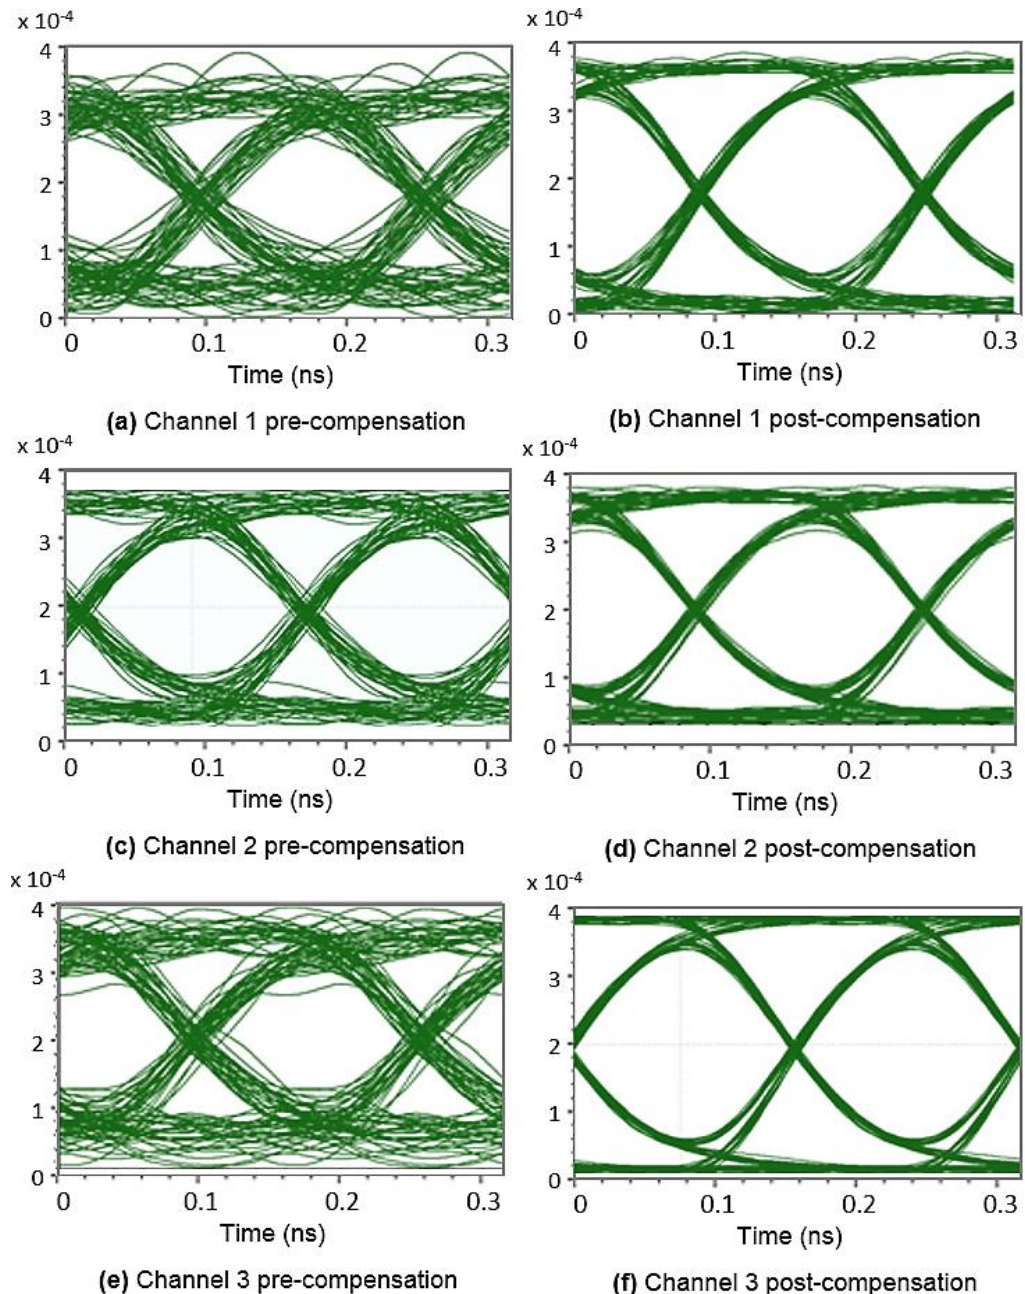 x 10-4
4
3
2
1
0
0 0.1 0.2 0.3
Time (ns)
(a) Channel 1 pre-compensation
x 10-4
4
3
2
1
0
0 0.1 0.2 0.3
Time (ns)
(b) Channel 1 post-compensation
x 10-4
4
3
2
1
0
0 0.1 0.2 0.3
Time (ns)
(c) Channel 2 pre-compensation
x 10-4
4
3
2
1
0
0 0.1 0.2 0.3
Time (ns)
(d) Channel 2 post-compensation
x 10-4
4
3
2
1
0
0 0.1 0.2 0.3
Time (ns)
(e) Channel 3 pre-compensation
x 10-4
4
3
2
1
0
0 0.1 0.2 0.3
Time (ns)
(f) Channel 3 post-compensation